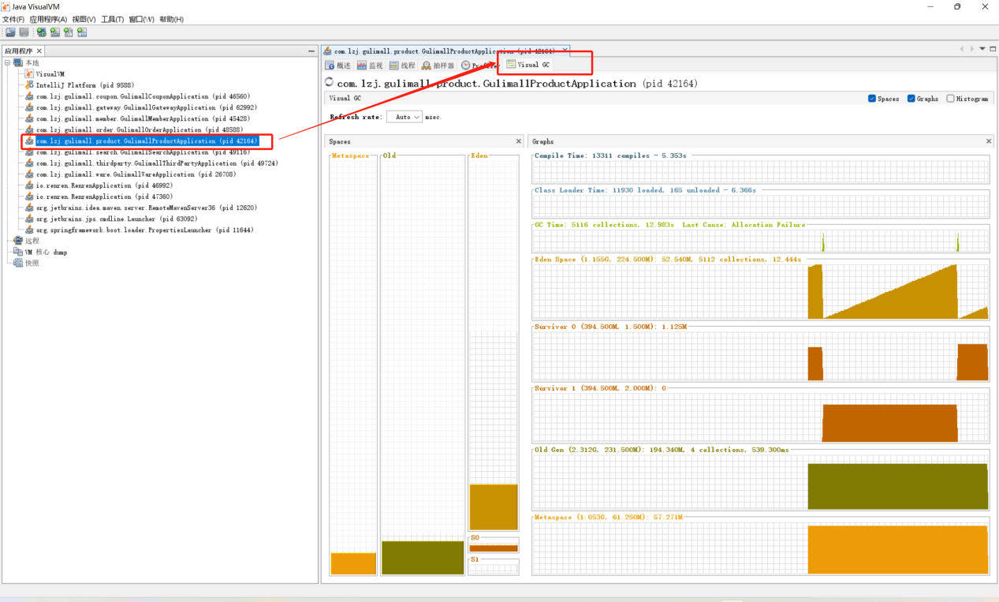 Java VisualVM
文件(F) 应用程序(A) 视图(V) 工具(T) 窗口(W) 帮助(H)
应用程序
本地
VisualVM
IntelliJ Platform (pid 9588)
com.lzj.gulimall.coupon.GulimallCouponApplication (pid 46560)
com.lzj.gulimall.gateway.GulimallGatewayApplication (pid 62992)
com.lzj.gulimall.member.GulimallMemberApplication (pid 45428)
com.lzj.gulimall.order.GulimallOrderApplication (pid 48588)
com.lzj.gulimall.product.GulimallProductApplication (pid 42164)
com.lzj.gulimall.search.GulimallSearchApplication (pid 49116)
com.lzj.gulimall.thirdparty.GulimallThirdPartyApplication (pid 49724)
com.lzj.gulimall.ware.GulimallWareApplication (pid 26708)
io.renren.RenrenApplication (pid 46992)
io.renren.RenrenApplication (pid 47360)
org.jetbrains.idea.maven.server.RemoteMavenServer36 (pid 12620)
org.jetbrains.jps.cmdline.Launcher (pid 63092)
org.springframework.boot.loader.PropertiesLauncher (pid 11644)
远程
VM 核心 dump
快照
com.lzj.gulimall.product.GulimallProductApplication (pid 42164)
概述 监视 线程 抽样器 Profiler Visual GC
com.lzj.gulimall.product.GulimallProductApplication (pid 42164)
Visual GC
Spaces Graphs Histogram
Refresh rate: Auto msec.
Spaces
Metaspace Old Eden
S0
S1
Graphs
Compile Time: 13311 compiles - 5.353s
Class Loader Time: 11930 loaded, 165 unloaded - 6.366s
GC Time: 5116 collections, 12.983s Last Cause: Allocation Failure
Eden Space (1.155G, 224.500M): 52.540M, 5112 collections, 12.444s
Survivor 0 (394.500M, 1.500M): 1.125M
Survivor 1 (394.500M, 2.000M): 0
Old Gen (2.312G, 231.500M): 194.340M, 4 collections, 539.300ms
Metaspace (1.053G, 61.250M): 57.271M